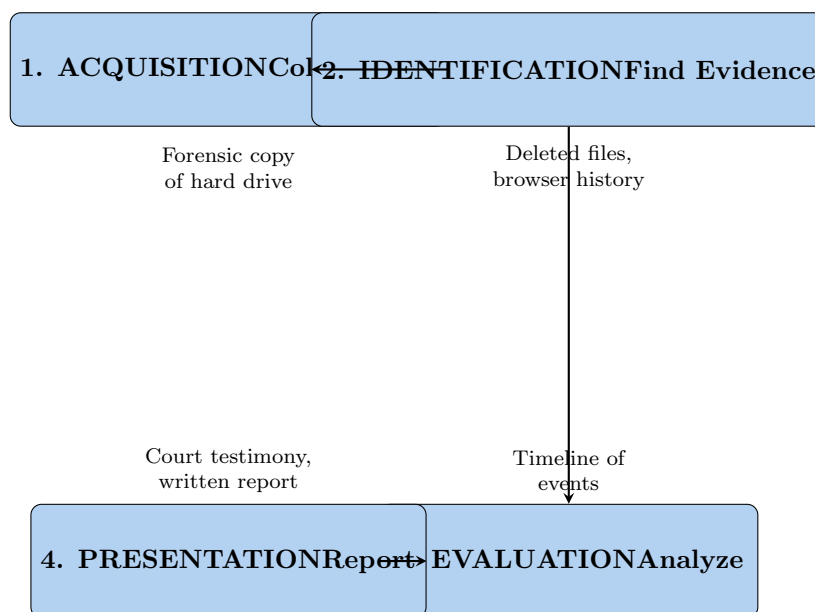 1. ACQUISITIONCol
2. IDENTIFICATIONFind Evidence
Forensic copy
of hard drive
Deleted files,
browser history
Court testimony,
written report
Timeline of
events
4. PRESENTATIONReport
EVALUATIONAnalyze